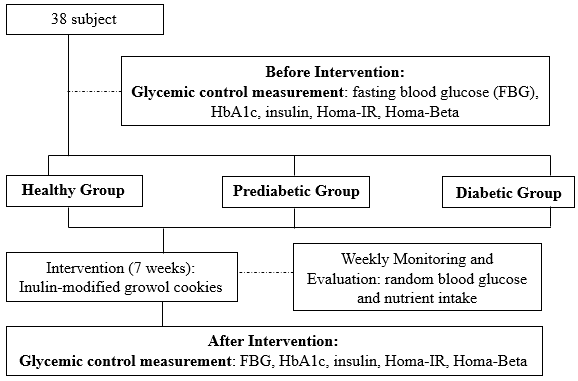 38 subject
Before Intervention:
Glycemic control measurement: fasting blood glucose (FBG),
HbA1c, insulin, Homa-IR, Homa-Beta
Healthy Group
Prediabetic Group
Diabetic Group
Intervention (7 weeks):
Inulin-modified growol cookies
Weekly Monitoring and
Evaluation: random blood glucose
and nutrient intake
After Intervention:
Glycemic control measurement: FBG, HbA1c, insulin, Homa-IR, Homa-Beta